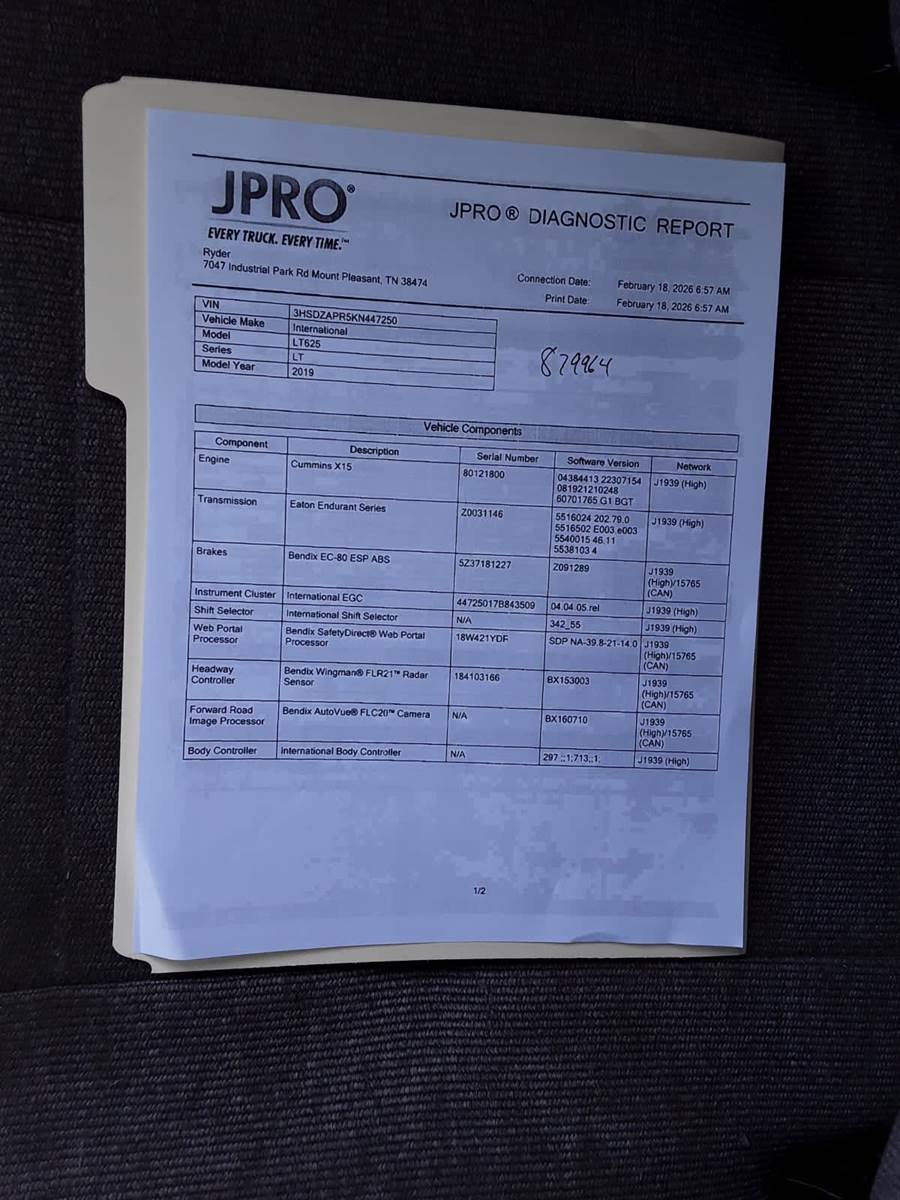 JPRO®
EVERY TRUCK. EVERY TIME.™
JPRO® DIAGNOSTIC REPORT
Ryder
7047 Industrial Park Rd Mount Pleasant, TN 38474
Connection Date: February 18, 2026 6:57 AM
Print Date: February 18, 2026 6:57 AM
VIN 3HSDZAPR5KN447250
Vehicle Make International
Model LT625
Series LT
Model Year 2019
879964
Vehicle Components
Component Description Serial Number Software Version Network
Engine Cummins X15 80121800 04384413 22307154 J1939 (High)
081921210248
60701765 G1 BGT
Transmission Eaton Endurant Series Z0031146 5516024 202.79.0 J1939 (High)
5516502 E003.e003
5540015 46.11
5538103 4
Brakes Bendix EC-80 ESP ABS 5Z37181227 Z091289 J1939
(High)/15765
(CAN)
Instrument Cluster International EGC 44725017B843509 04.04.05.rel J1939 (High)
Shift Selector International Shift Selector N/A 342_55 J1939 (High)
Web Portal Bendix SafetyDirect® Web Portal 18W421YDF SDP NA-39.8-21-14.0 J1939
Processor Processor (High)/15765
(CAN)
Headway Bendix Wingman® FLR21™ Radar 184103166 BX153003 J1939
Controller Sensor (High)/15765
(CAN)
Forward Road Bendix AutoVue® FLC20™ Camera N/A BX160710 J1939
Image Processor (High)/15765
(CAN)
Body Controller International Body Controller N/A 297.;;1;713;;1; J1939 (High)
1/2